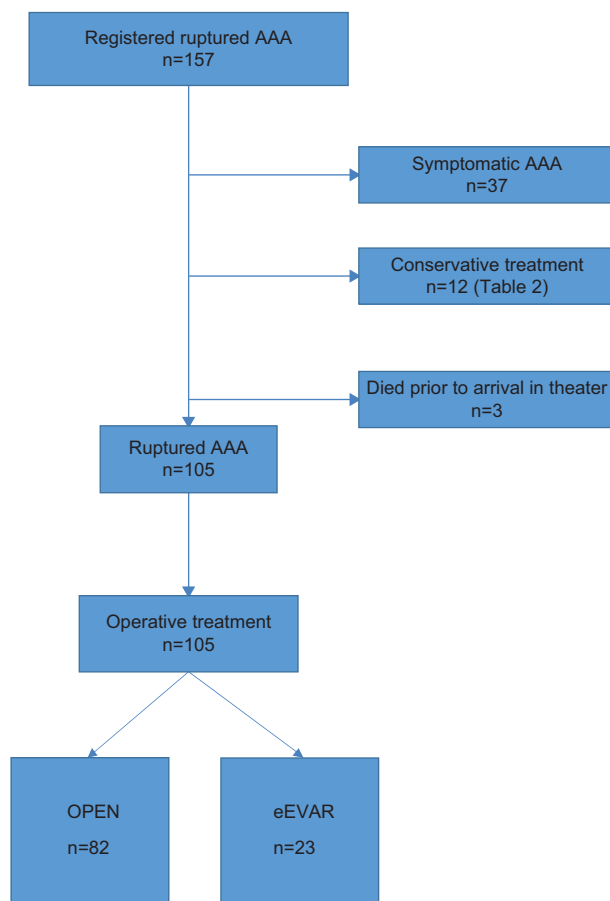 Registered ruptured AAA
n=157
Symptomatic AAA
n=37
Conservative treatment
n=12 (Table 2)
Died prior to arrival in theater
n=3
Ruptured AAA
n=105
Operative treatment
n=105
OPEN
n=82
eEVAR
n=23